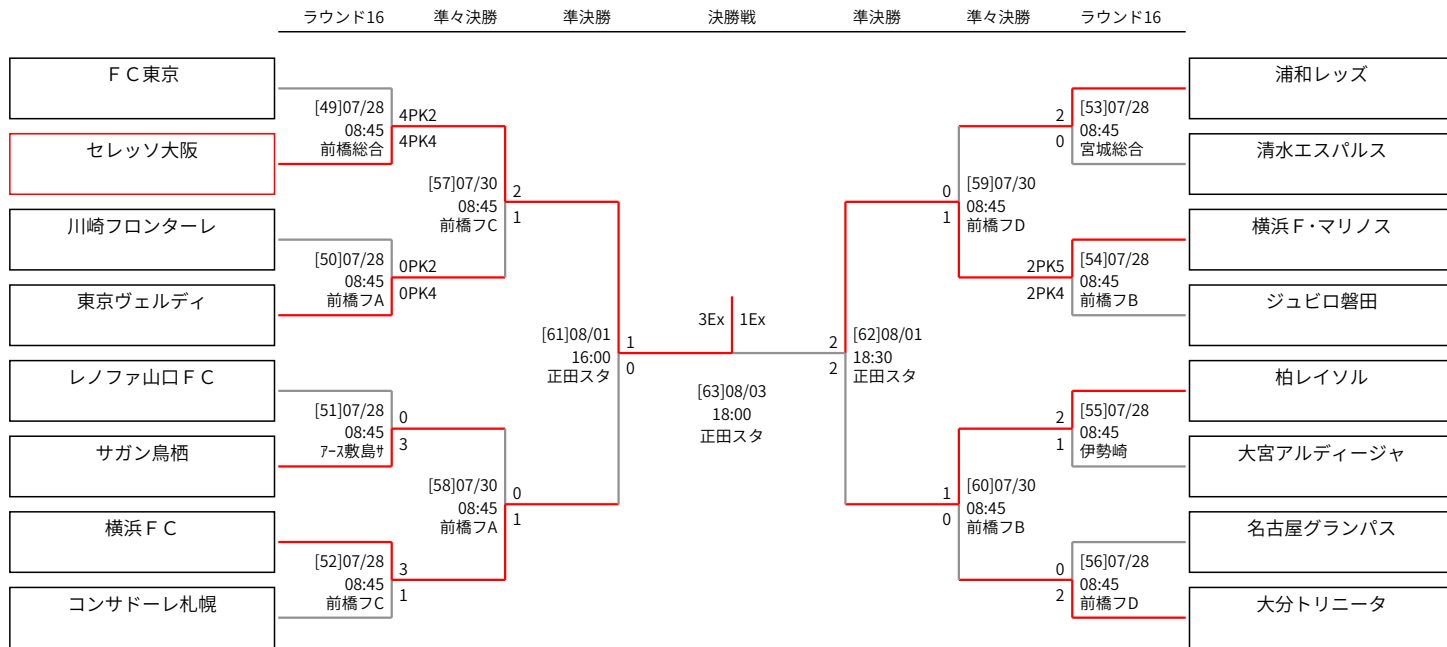 ラウンド16 準々決勝 準決勝 決勝戦 準決勝 準々決勝 ラウンド16
ＦＣ東京
セレッソ大阪
川崎フロンターレ
東京ヴェルディ
レノファ山口ＦＣ
サガン鳥栖
横浜ＦＣ
コンサドーレ札幌
[49]07/28
08:45
前橋総合
4PK2
4PK4
[50]07/28
08:45
前橋フA
0PK2
0PK4
[51]07/28
08:45
ｱｰｽ敷島ｻ
0
3
[52]07/28
08:45
前橋フC
3
1
[57]07/30
08:45
前橋フC
2
1
[58]07/30
08:45
前橋フA
0
1
[61]08/01
16:00
正田スタ
1
0
3Ex
1Ex
[63]08/03
18:00
正田スタ
2
2
[62]08/01
18:30
正田スタ
0
1
[59]07/30
08:45
前橋フD
1
0
[60]07/30
08:45
前橋フB
2
0
[53]07/28
08:45
宮城総合
2PK5
2PK4
[54]07/28
08:45
前橋フB
2
1
[55]07/28
08:45
伊勢崎
0
2
[56]07/28
08:45
前橋フD
浦和レッズ
清水エスパルス
横浜Ｆ・マリノス
ジュビロ磐田
柏レイソル
大宮アルディージャ
名古屋グランパス
大分トリニータ